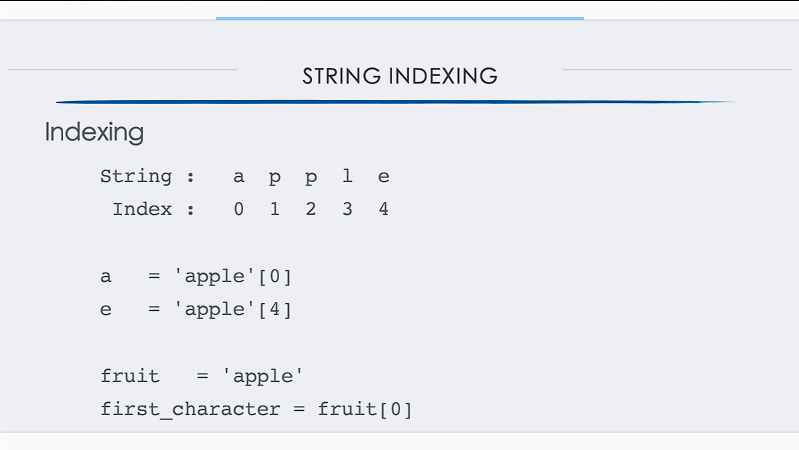 STRING INDEXING
Indexing
String : a p p l e
Index : 0 1 2 3 4
a = 'apple'[0]
e = 'apple'[4]
fruit = 'apple'
first_character = fruit[0]